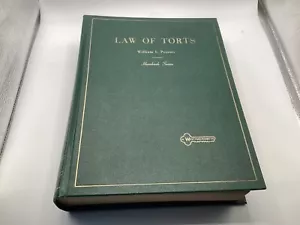 LAW OF TORTS
William L. Prosser
Hornbook Series